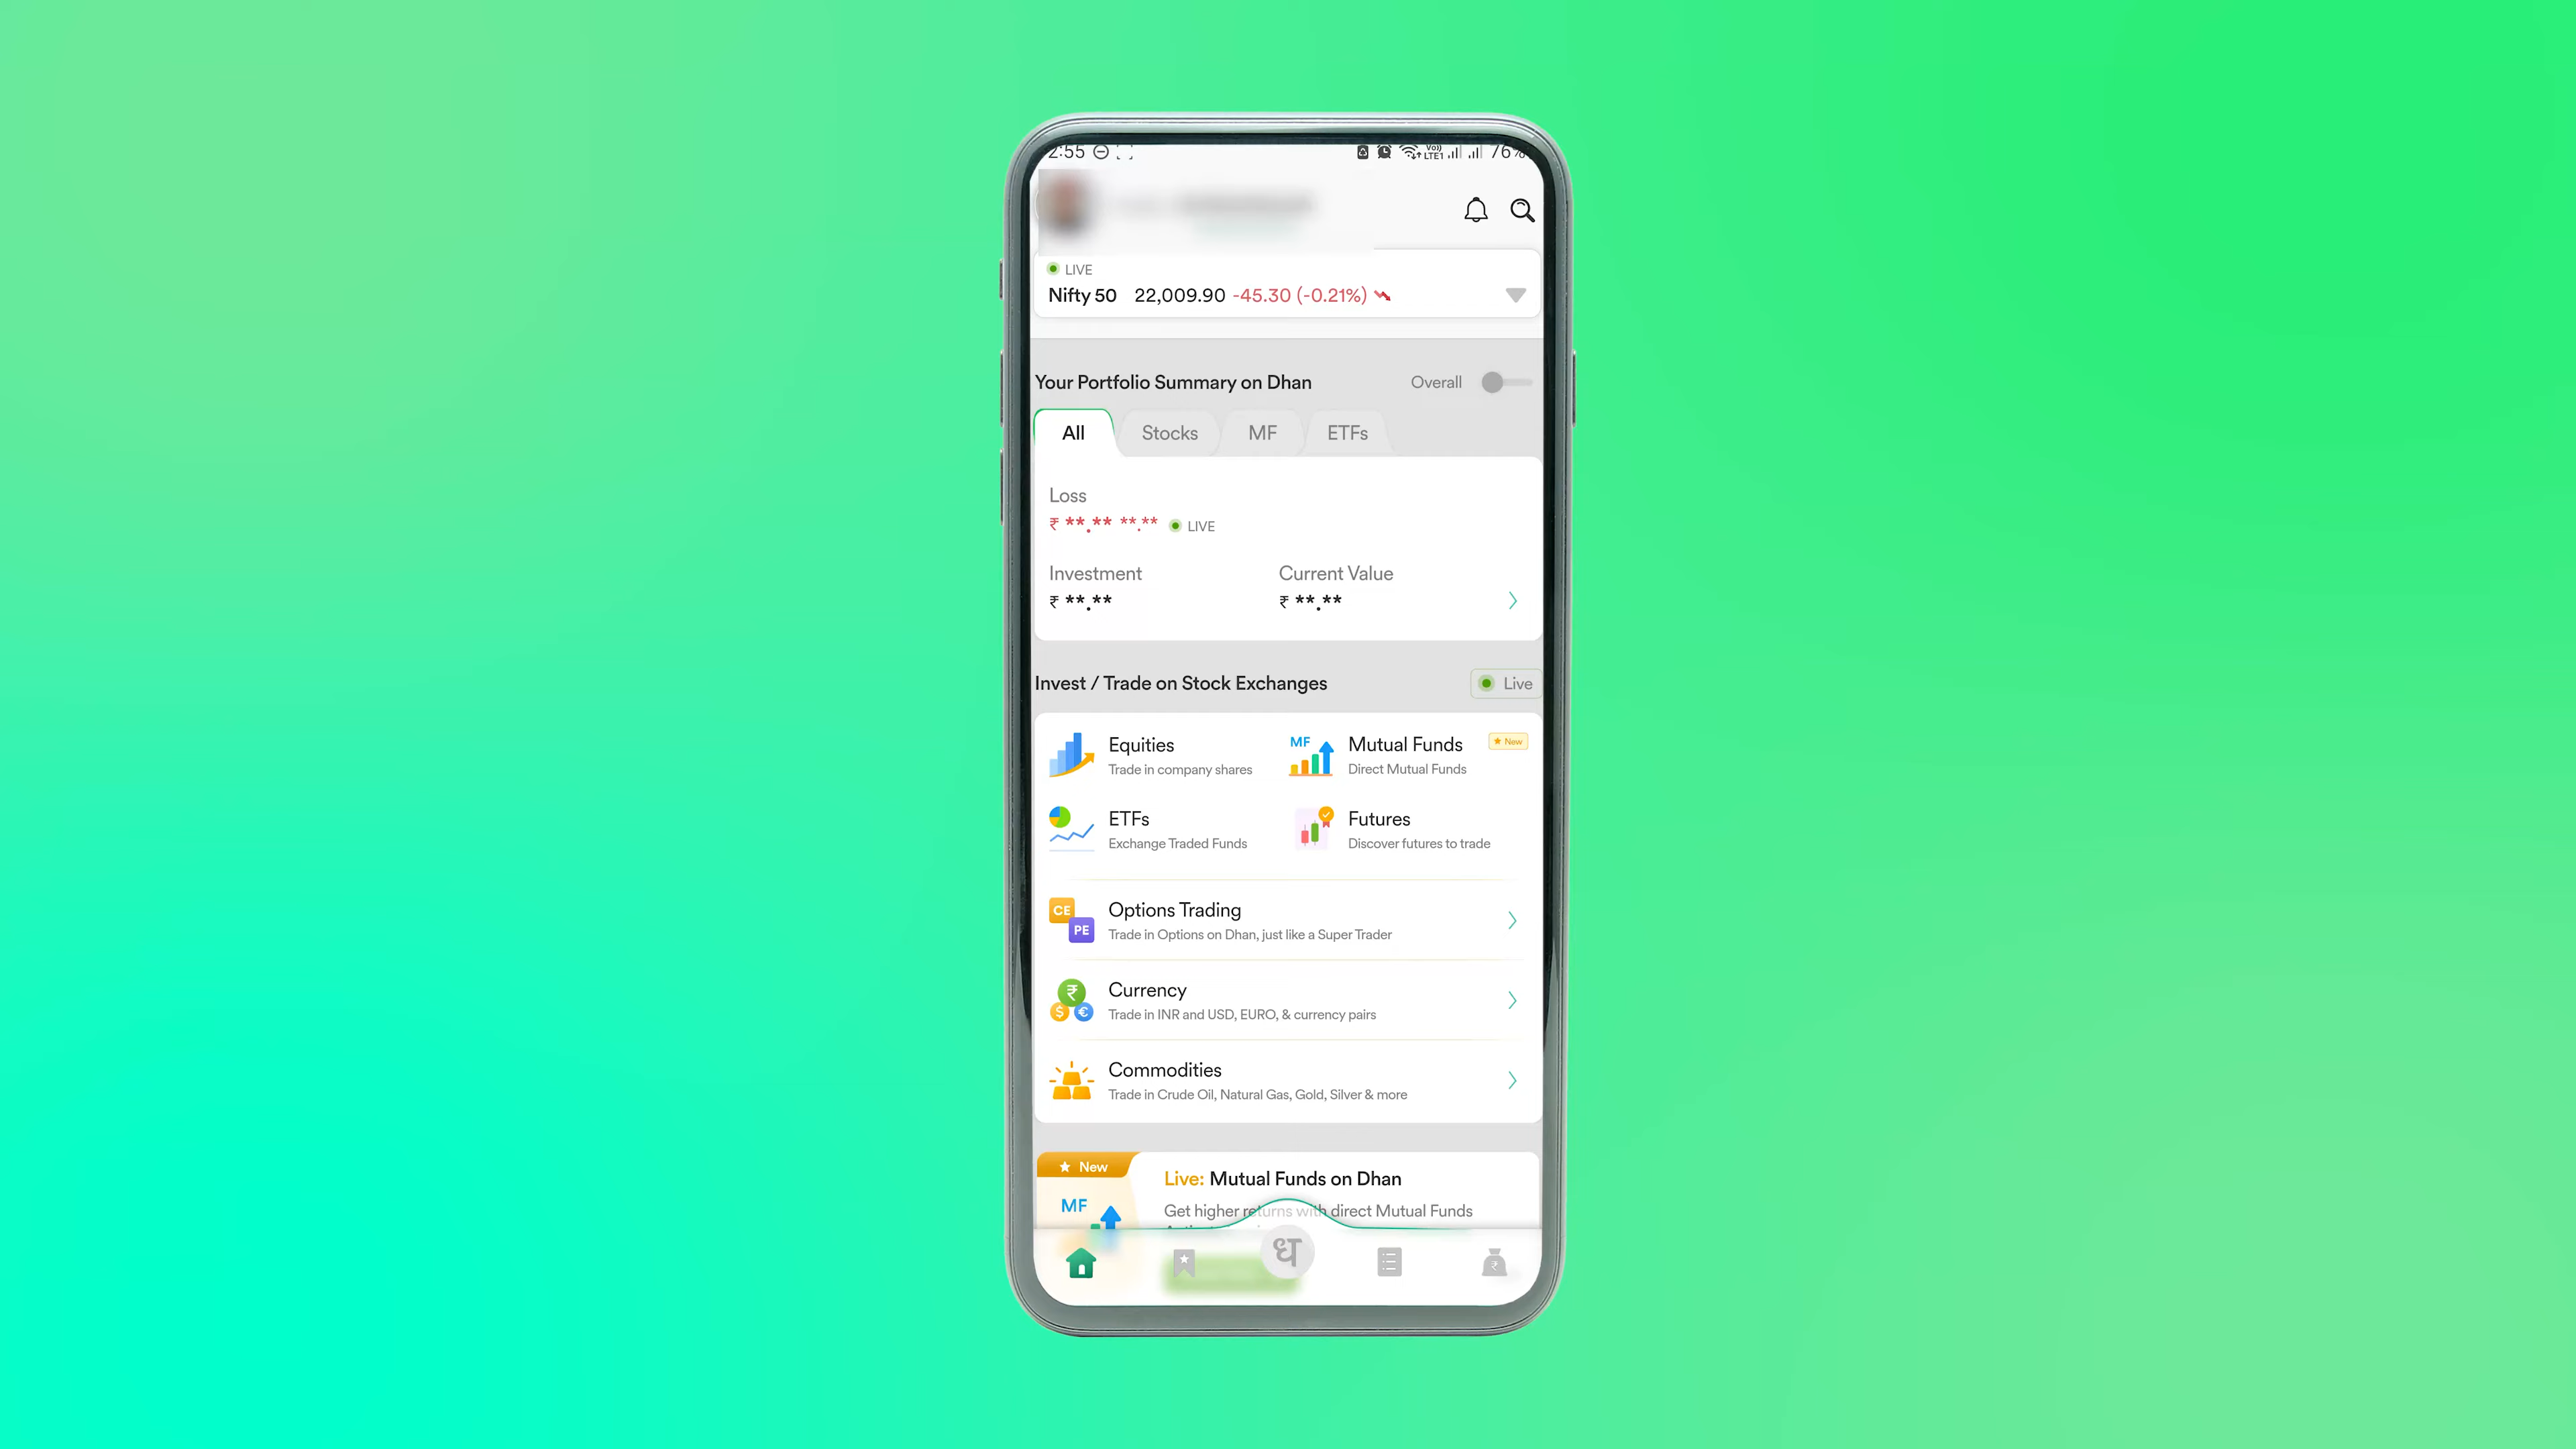 2:55 Vo)) LTE1 76%
LIVE
Nifty 50 22,009.90 -45.30 (-0.21%)
Your Portfolio Summary on Dhan Overall
All Stocks MF ETFs
Loss
₹ **.** **.** LIVE
Investment Current Value
₹ **.** ₹ **.**
Invest / Trade on Stock Exchanges Live
Equities
Trade in company shares
MF Mutual Funds New
Direct Mutual Funds
ETFs
Exchange Traded Funds
Futures
Discover futures to trade
CE PE
Options Trading
Trade in Options on Dhan, just like a Super Trader
₹ $ €
Currency
Trade in INR and USD, EURO, & currency pairs
Commodities
Trade in Crude Oil, Natural Gas, Gold, Silver & more
New
MF
Live: Mutual Funds on Dhan
Get higher returns with direct Mutual Funds
ध ₹